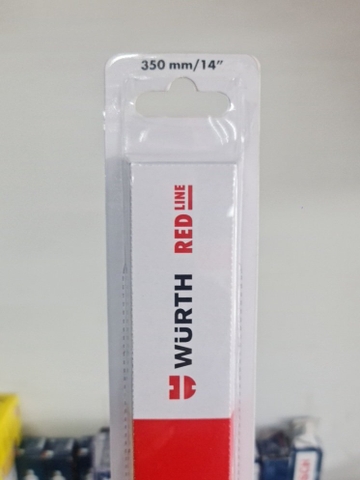 350 mm/14"
WÜRTH RED LINE